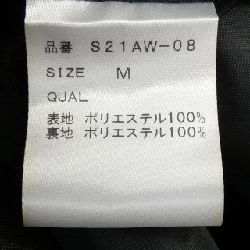 品番 S21AW-08
SIZE M
QUAL
表地 ポリエステル100%
裏地 ポリエステル100%